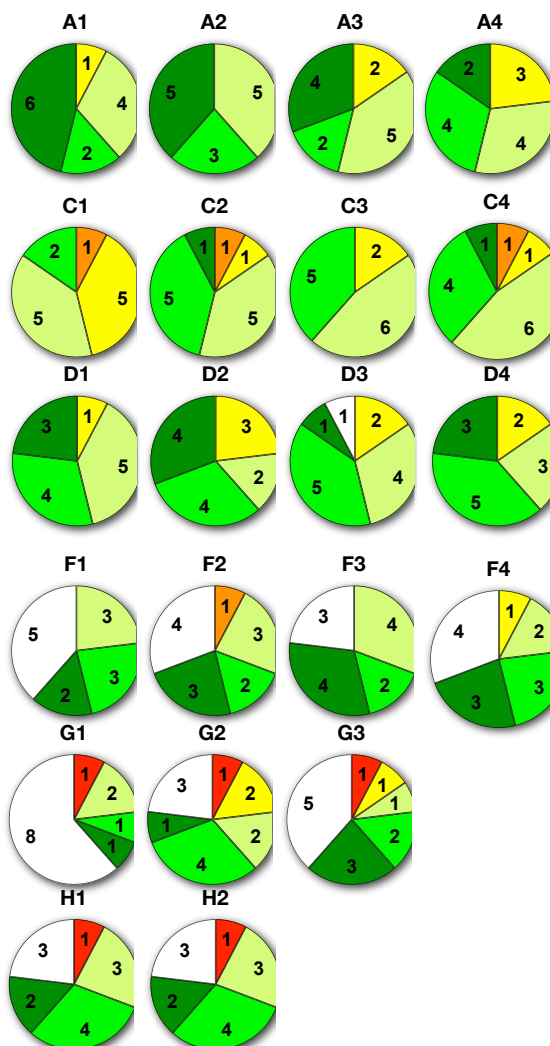 A1 A2 A3 A4
1 4 2 6
5 3 5
2 5 2 4
3 4 4 2
C1 C2 C3 C4
1 5 5 2
1 1 5 5 1
2 6 5
1 1 6 4 1
D1 D2 D3 D4
1 5 4 3
3 2 4 4
2 4 5 1 1
2 3 5 3
F1 F2 F3 F4
3 3 2 5
1 3 2 3 4
4 2 4 3
1 2 3 3 4
G1 G2 G3
1 2 1 1 8
1 2 2 4 1 3
1 1 1 2 3 5
H1 H2
1 3 4 2 3
1 3 4 2 3